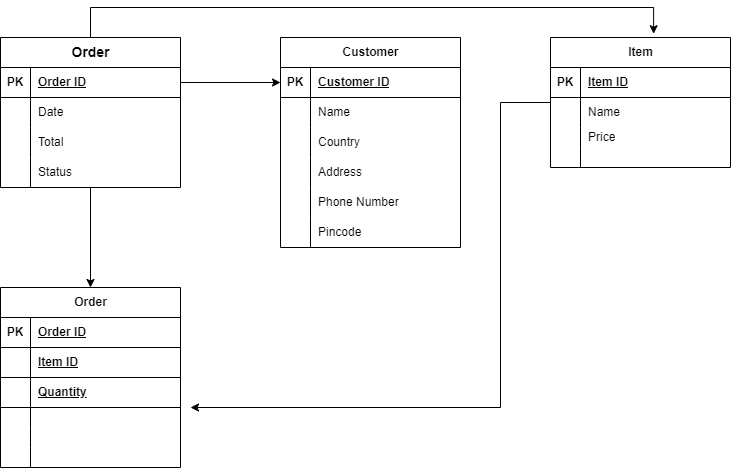 Order
PK Order ID
Date
Total
Status
Customer
PK Customer ID
Name
Country
Address
Phone Number
Pincode
Item
PK Item ID
Name
Price
Order
PK Order ID
Item ID
Quantity